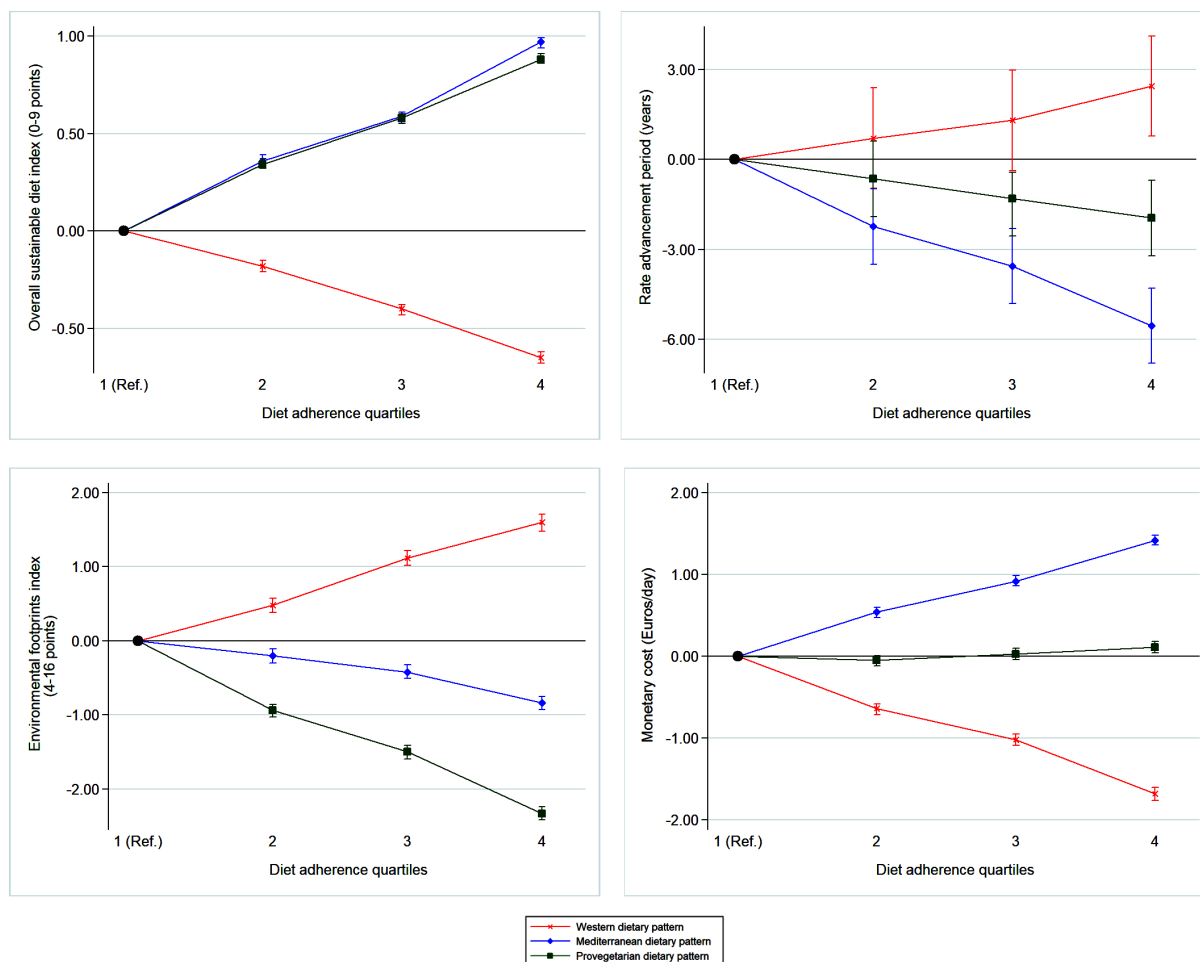 Overall sustainable diet index (0-9 points)
1.00
0.50
0.00
-0.50
1 (Ref.) 2 3 4
Diet adherence quartiles
Rate advancement period (years)
3.00
0.00
-3.00
-6.00
1 (Ref.) 2 3 4
Diet adherence quartiles
Environmental footprints index
(4-16 points)
2.00
1.00
0.00
-1.00
-2.00
1 (Ref.) 2 3 4
Diet adherence quartiles
Monetary cost (Euros/day)
2.00
1.00
0.00
-1.00
-2.00
1 (Ref.) 2 3 4
Diet adherence quartiles
Western dietary pattern
Mediterranean dietary pattern
Provegetarian dietary pattern